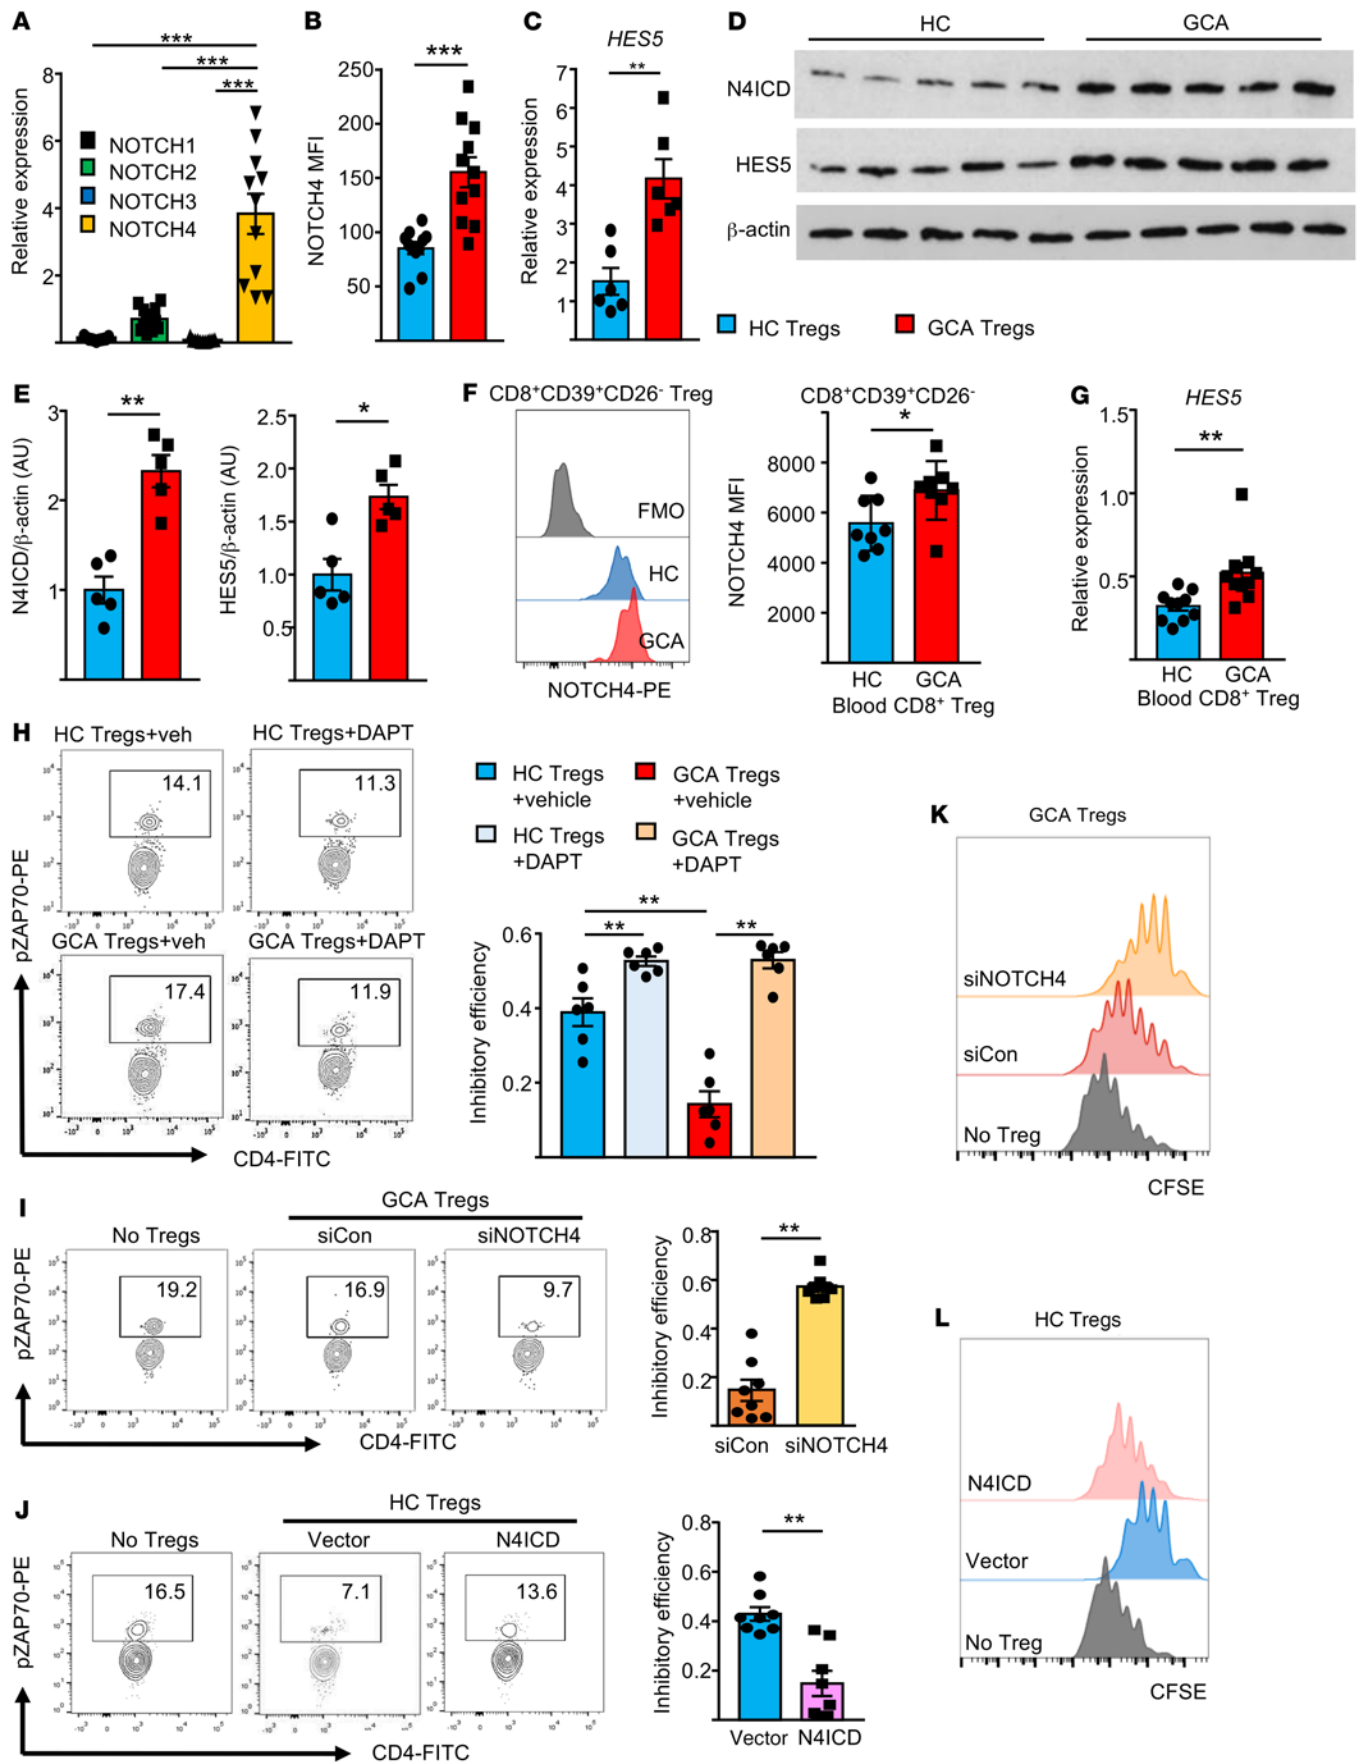 A
***
***
***
Relative expression
8
6
4
2
NOTCH1
NOTCH2
NOTCH3
NOTCH4
B
***
NOTCH4 MFI
250
200
150
100
50
C
HES5
**
Relative expression
7
6
5
4
3
2
1
D
HC GCA
N4ICD
HES5
β-actin
HC Tregs GCA Tregs
E
**
N4ICD/β-actin (AU)
3
2
1
*
HES5/β-actin (AU)
2.5
2.0
1.5
1.0
0.5
F
CD8⁺CD39⁺CD26⁻ Treg
FMO
HC
GCA
NOTCH4-PE
CD8⁺CD39⁺CD26⁻
*
NOTCH4 MFI
8000
6000
4000
2000
HC GCA
Blood CD8⁺ Treg
G
HES5
**
Relative expression
1.5
1.0
0.5
HC GCA
Blood CD8⁺ Treg
H
HC Tregs+veh HC Tregs+DAPT
14.1 11.3
GCA Tregs+veh GCA Tregs+DAPT
17.4 11.9
pZAP70-PE
CD4-FITC
HC Tregs +vehicle
GCA Tregs +vehicle
HC Tregs +DAPT
GCA Tregs +DAPT
**
** **
Inhibitory efficiency
0.6
0.4
0.2
I
GCA Tregs
No Tregs siCon siNOTCH4
19.2 16.9 9.7
pZAP70-PE
CD4-FITC
**
Inhibitory efficiency
0.8
0.6
0.4
0.2
siCon siNOTCH4
J
HC Tregs
No Tregs Vector N4ICD
16.5 7.1 13.6
pZAP70-PE
CD4-FITC
**
Inhibitory efficiency
0.8
0.6
0.4
0.2
Vector N4ICD
K
GCA Tregs
siNOTCH4
siCon
No Treg
CFSE
L
HC Tregs
N4ICD
Vector
No Treg
CFSE